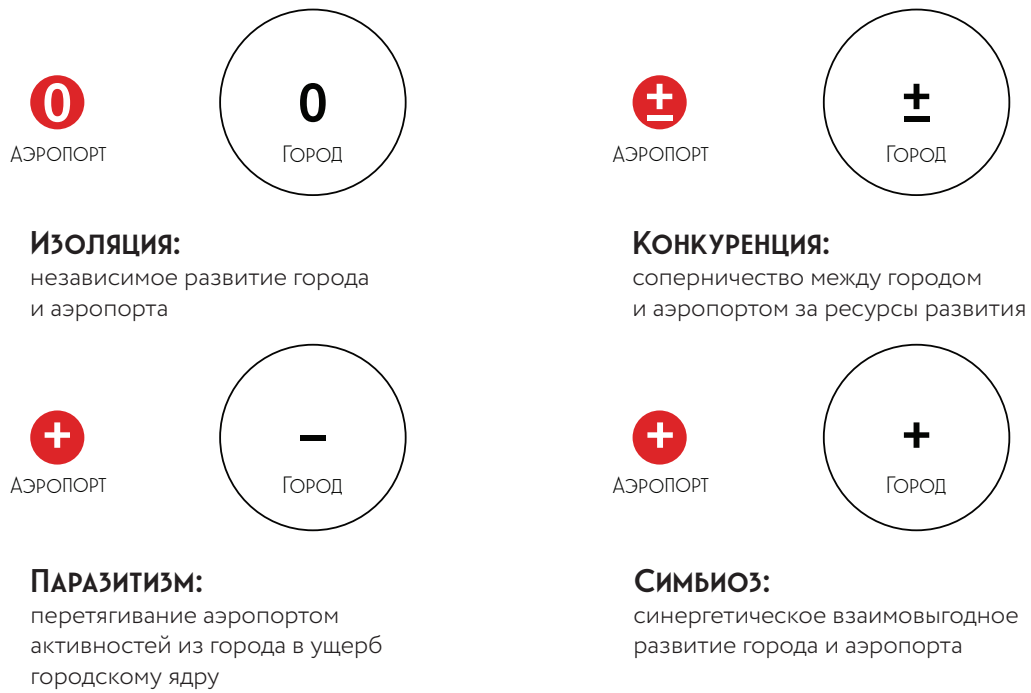 0
0
Аэропорт
Город
Изоляция:
независимое развитие города
и аэропорта
±
±
Аэропорт
Город
Конкуренция:
соперничество между городом
и аэропортом за ресурсы развития
+
–
Аэропорт
Город
Паразитизм:
перетягивание аэропортом
активностей из города в ущерб
городскому ядру
+
+
Аэропорт
Город
Симбиоз:
синергетическое взаимовыгодное
развитие города и аэропорта